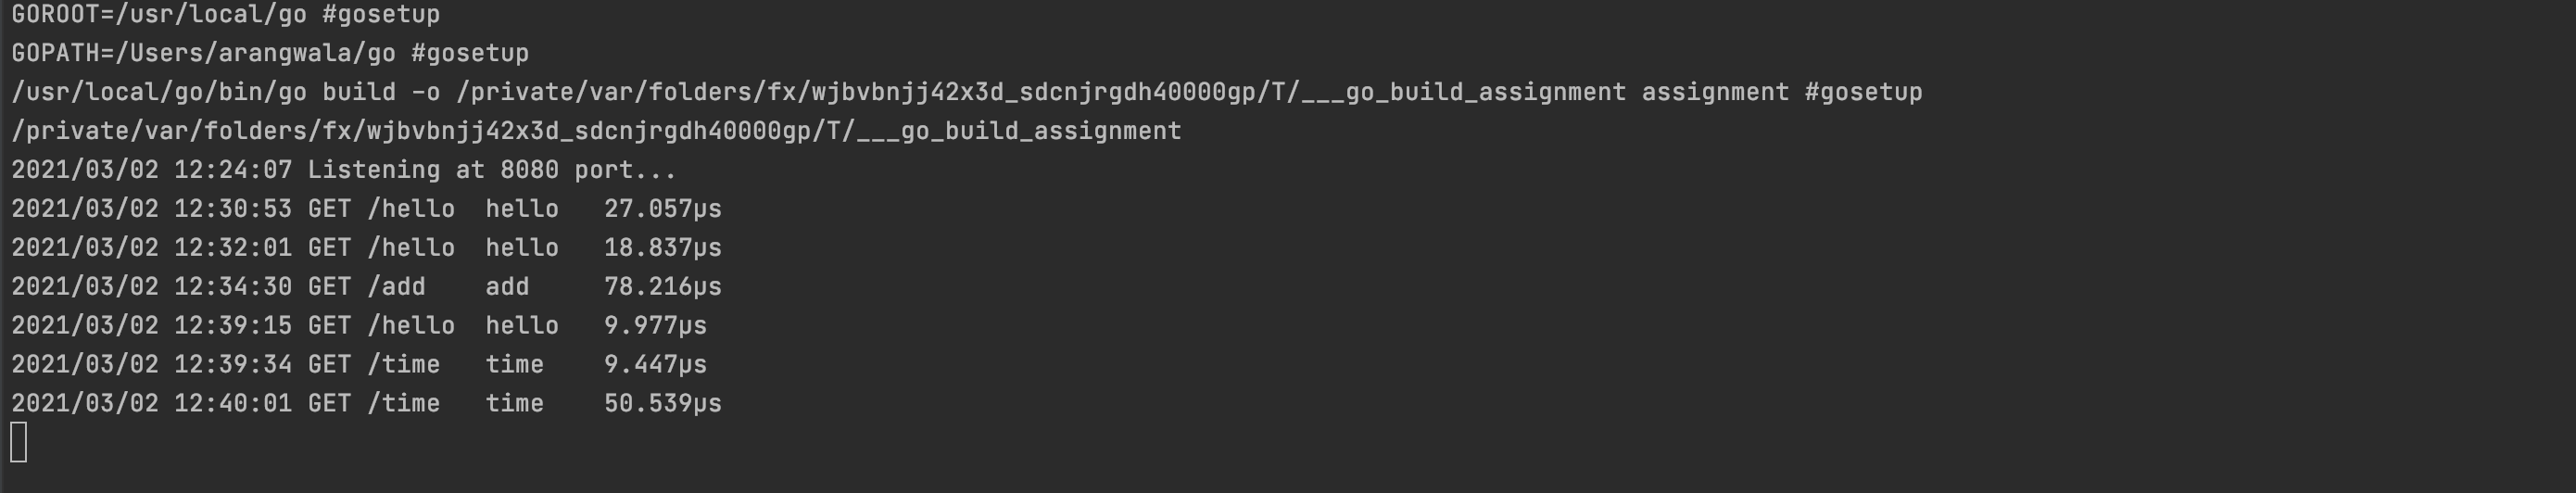 GOROOT=/usr/local/go #gosetup
GOPATH=/Users/arangwala/go #gosetup
/usr/local/go/bin/go build -o /private/var/folders/fx/wjbvbnjj42x3d_sdcnjrgdh40000gp/T/___go_build_assignment assignment #gosetup
/private/var/folders/fx/wjbvbnjj42x3d_sdcnjrgdh40000gp/T/___go_build_assignment
2021/03/02 12:24:07 Listening at 8080 port...
2021/03/02 12:30:53 GET /hello  hello   27.057µs
2021/03/02 12:32:01 GET /hello  hello   18.837µs
2021/03/02 12:34:30 GET /add    add     78.216µs
2021/03/02 12:39:15 GET /hello  hello   9.977µs
2021/03/02 12:39:34 GET /time   time    9.447µs
2021/03/02 12:40:01 GET /time   time    50.539µs